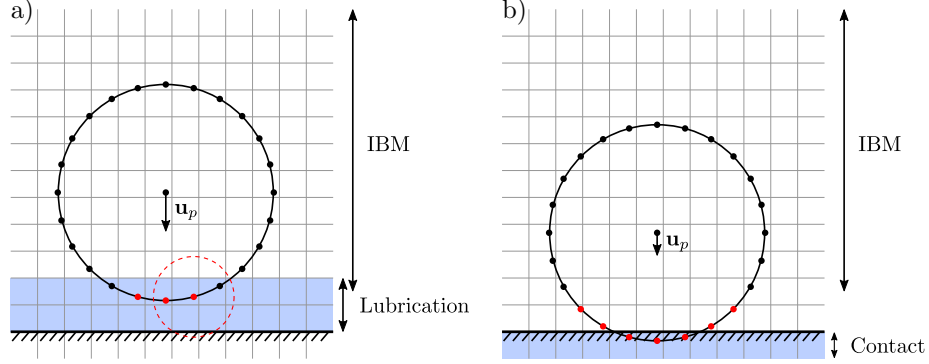 a)
IBM
u_p
Lubrication
b)
IBM
u_p
Contact